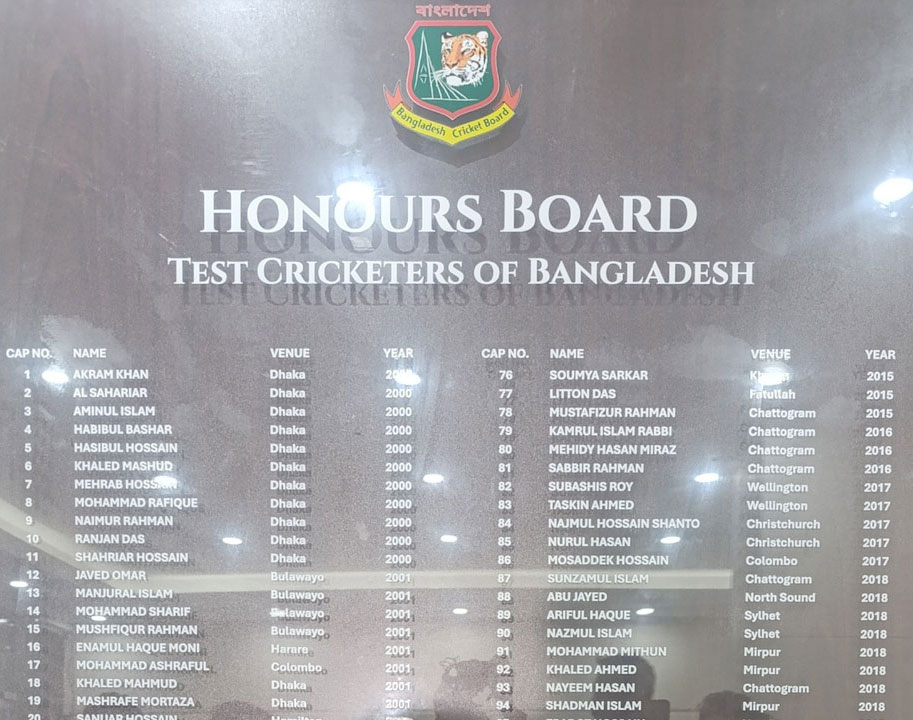 বাংলাদেশ
Bangladesh Cricket Board
HONOURS BOARD
TEST CRICKETERS OF BANGLADESH
CAP NO. NAME VENUE YEAR CAP NO. NAME VENUE YEAR
1 AKRAM KHAN Dhaka 76 SOUMYA SARKAR 2015
2 AL SAHARIAR Dhaka 2000 77 LITTON DAS Fatullah 2015
3 AMINUL ISLAM Dhaka 2000 78 MUSTAFIZUR RAHMAN Chattogram 2015
4 HABIBUL BASHAR Dhaka 2000 79 KAMRUL ISLAM RABBI Chattogram 2016
5 HASIBUL HOSSAIN Dhaka 2000 80 MEHIDY HASAN MIRAZ Chattogram 2016
6 KHALED MASHUD Dhaka 2000 81 SABBIR RAHMAN Chattogram 2016
7 MEHRAB HOSSAIN Dhaka 2000 82 SUBASHIS ROY Wellington 2017
8 MOHAMMAD RAFIQUE Dhaka 2000 83 TASKIN AHMED Wellington 2017
9 NAIMUR RAHMAN Dhaka 2000 84 NAJMUL HOSSAIN SHANTO Christchurch 2017
10 RANJAN DAS Dhaka 2000 85 NURUL HASAN Christchurch 2017
11 SHAHRIAR HOSSAIN Dhaka 2000 86 MOSADDEK HOSSAIN Colombo 2017
12 JAVED OMAR Bulawayo 2001 87 SUNZAMUL ISLAM Chattogram 2018
13 MANJURAL ISLAM Bulawayo 2001 88 ABU JAYED North Sound 2018
14 MOHAMMAD SHARIF Bulawayo 2001 89 ARIFUL HAQUE Sylhet 2018
15 MUSHFIQUR RAHMAN Bulawayo 2001 90 NAZMUL ISLAM Sylhet 2018
16 ENAMUL HAQUE MONI Harare 2001 91 MOHAMMAD MITHUN Mirpur 2018
17 MOHAMMAD ASHRAFUL Colombo 2001 92 KHALED AHMED Mirpur 2018
18 KHALED MAHMUD Dhaka 2001 93 NAYEEM HASAN Chattogram 2018
19 MASHRAFE MORTAZA Dhaka 2001 94 SHADMAN ISLAM Mirpur 2018
20 SANUAR HOSSAIN Hamilton